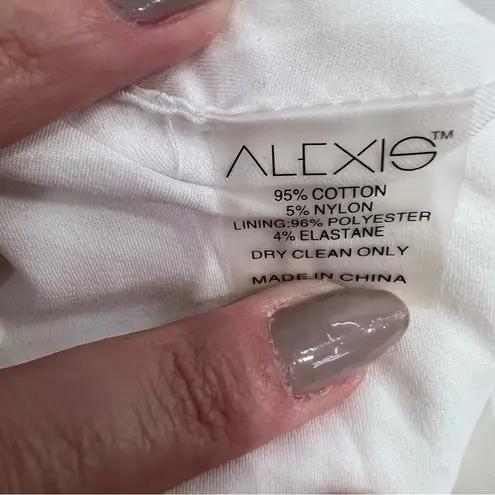 ALEXIS™
95% COTTON
5% NYLON
LINING:96% POLYESTER
4% ELASTANE
DRY CLEAN ONLY
MADE IN CHINA